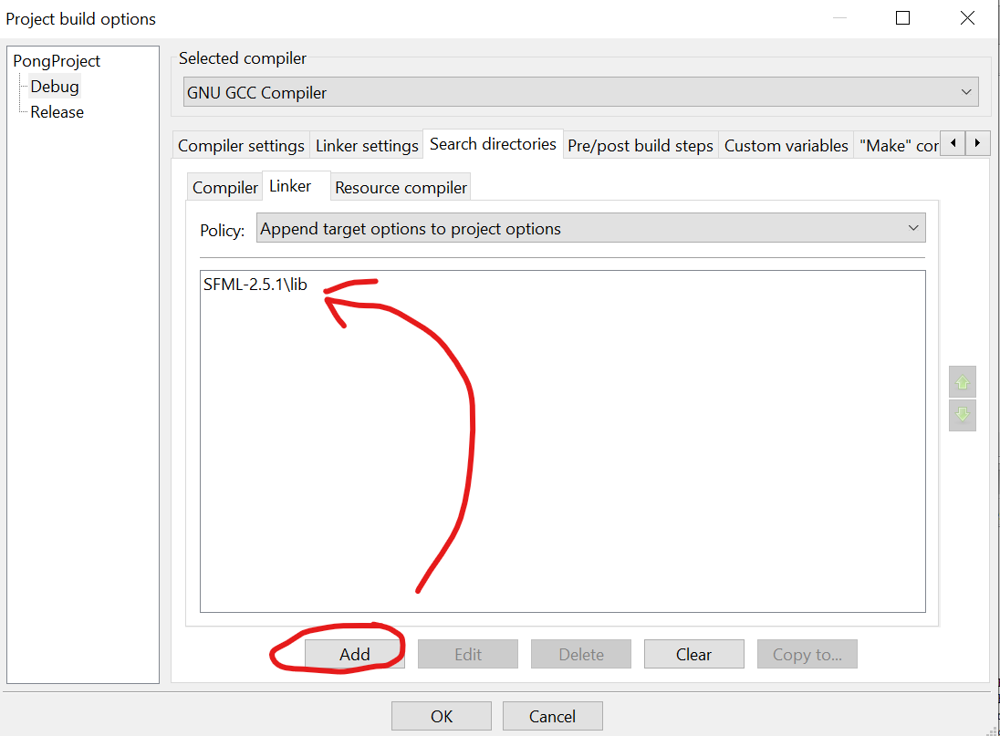 Project build options
PongProject
Debug
Release
Selected compiler
GNU GCC Compiler
Compiler settings Linker settings Search directories Pre/post build steps Custom variables "Make" cor
Compiler Linker Resource compiler
Policy: Append target options to project options
SFML-2.5.1\lib
Add Edit Delete Clear Copy to...
OK Cancel